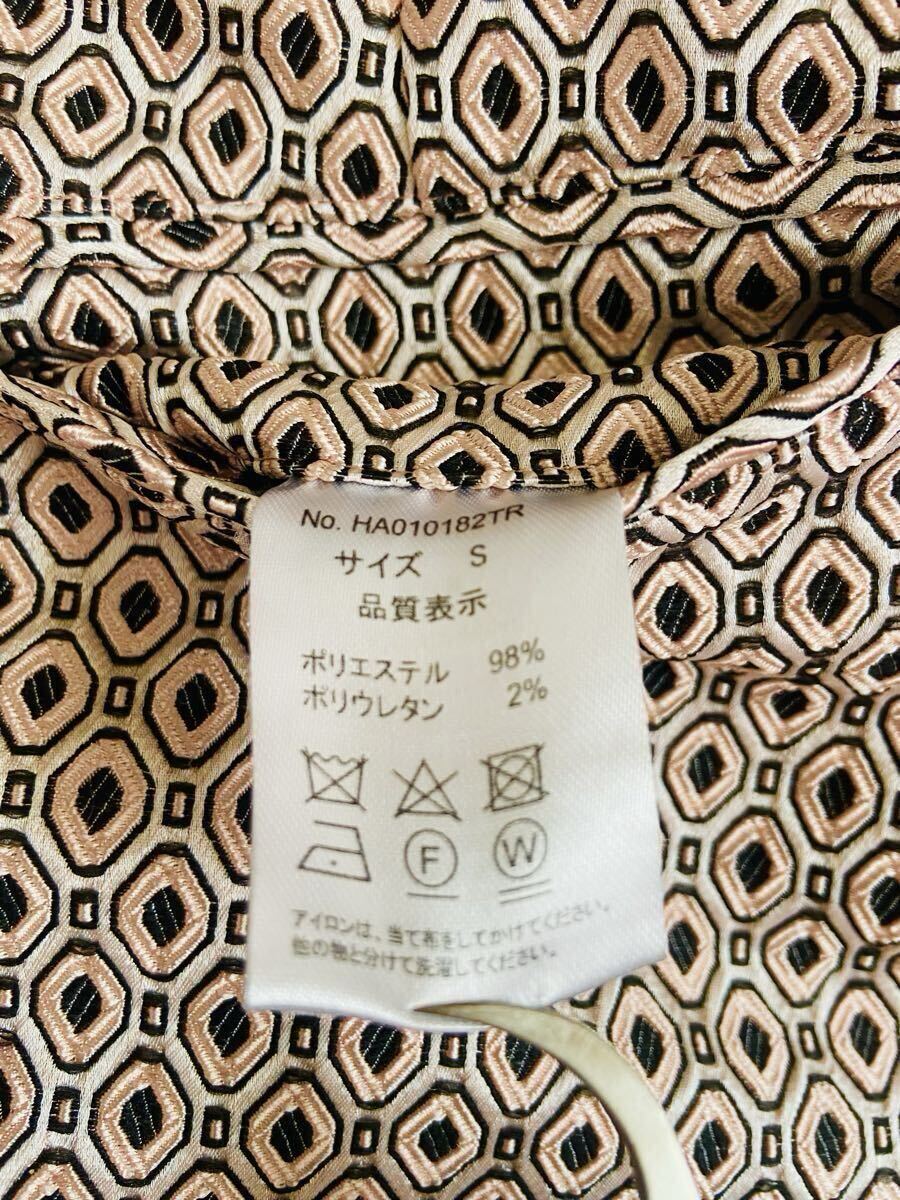 No. HA010182TR
サイズ S
品質表示
ポリエステル 98%
ポリウレタン 2%
F W
アイロンは、当て布をしてかけてください。
他の物と分けて洗濯してください。